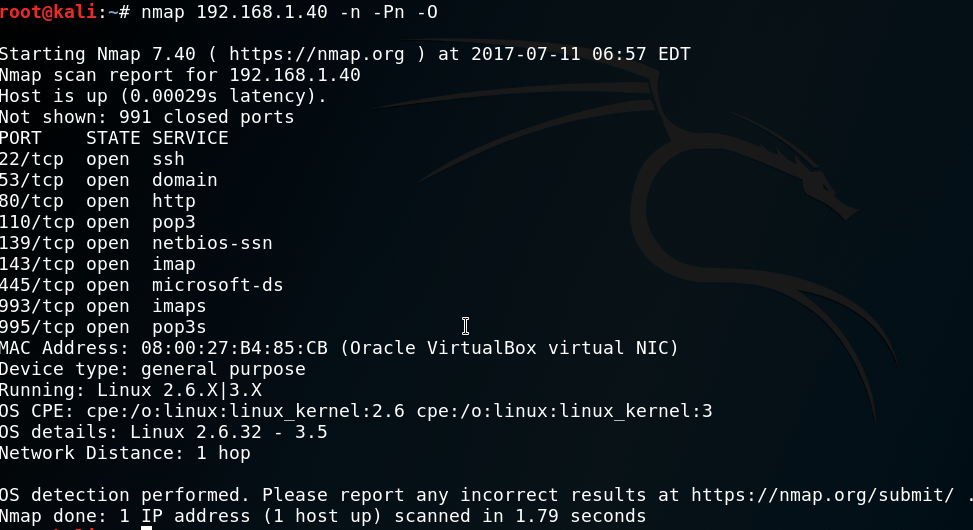 root@kali:~# nmap 192.168.1.40 -n -Pn -O
Starting Nmap 7.40 ( https://nmap.org ) at 2017-07-11 06:57 EDT
Nmap scan report for 192.168.1.40
Host is up (0.00029s latency).
Not shown: 991 closed ports
PORT    STATE SERVICE
22/tcp  open  ssh
53/tcp  open  domain
80/tcp  open  http
110/tcp open  pop3
139/tcp open  netbios-ssn
143/tcp open  imap
445/tcp open  microsoft-ds
993/tcp open  imaps
995/tcp open  pop3s
MAC Address: 08:00:27:B4:85:CB (Oracle VirtualBox virtual NIC)
Device type: general purpose
Running: Linux 2.6.X|3.X
OS CPE: cpe:/o:linux:linux_kernel:2.6 cpe:/o:linux:linux_kernel:3
OS details: Linux 2.6.32 - 3.5
Network Distance: 1 hop
OS detection performed. Please report any incorrect results at https://nmap.org/submit/ .
Nmap done: 1 IP address (1 host up) scanned in 1.79 seconds